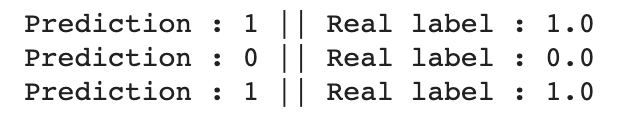 Prediction : 1 || Real label : 1.0
Prediction : 0 || Real label : 0.0
Prediction : 1 || Real label : 1.0